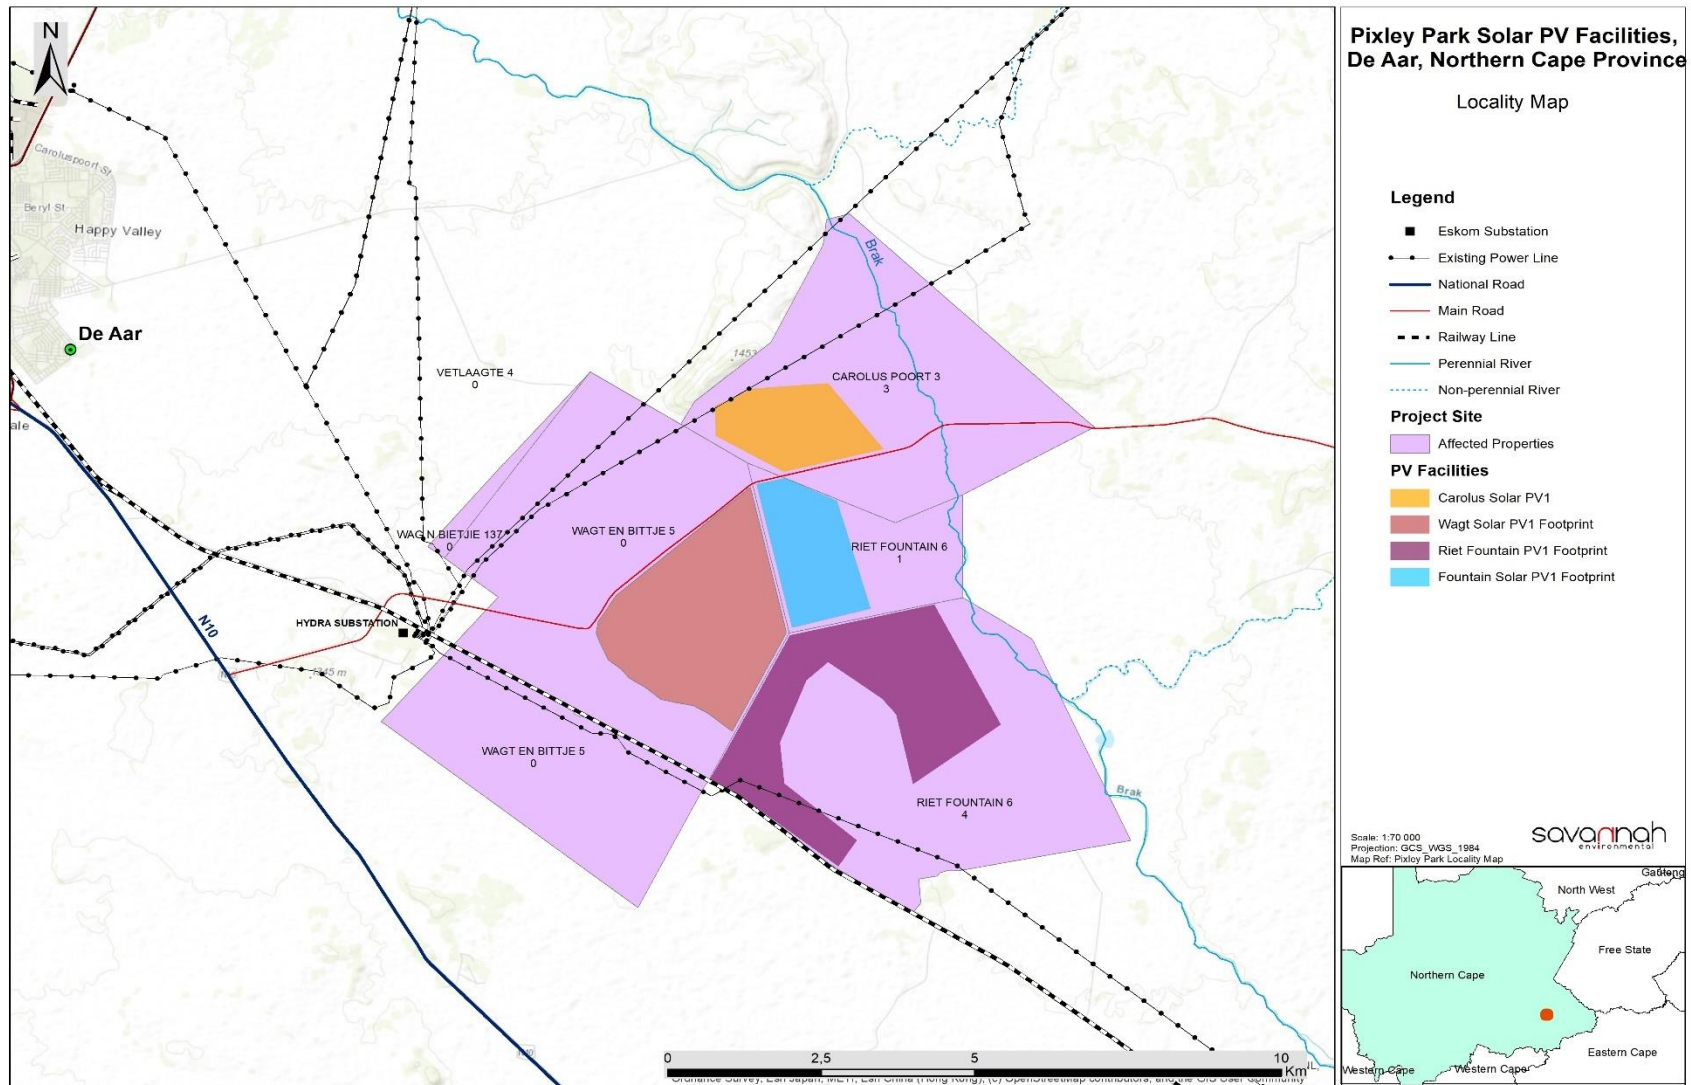 Pixley Park Solar PV Facilities,
De Aar, Northern Cape Province
Locality Map
Legend
Eskom Substation
Existing Power Line
National Road
Main Road
Railway Line
Perennial River
Non-perennial River
Project Site
Affected Properties
PV Facilities
Carolus Solar PV1
Wagt Solar PV1 Footprint
Riet Fountain PV1 Footprint
Fountain Solar PV1 Footprint
Scale: 1:70 000
Projection: GCS_WGS_1984
Map Ref: Pixley Park Locality Map
savannah
environmental
Gauteng
North West
Free State
Northern Cape
Eastern Cape
Western Cape
Western Cape
N
Caroluspoort St
Beryl St
Happy Valley
De Aar
ale
Brak
VETLAAGTE 4
0
1453
CAROLUS POORT 3
3
WAG N BIETJIE 137
0
WAGT EN BITTJE 5
0
RIET FOUNTAIN 6
1
HYDRA SUBSTATION
N10
1345 m
WAGT EN BITTJE 5
0
RIET FOUNTAIN 6
4
Brak
N10
0 2,5 5 10
Km